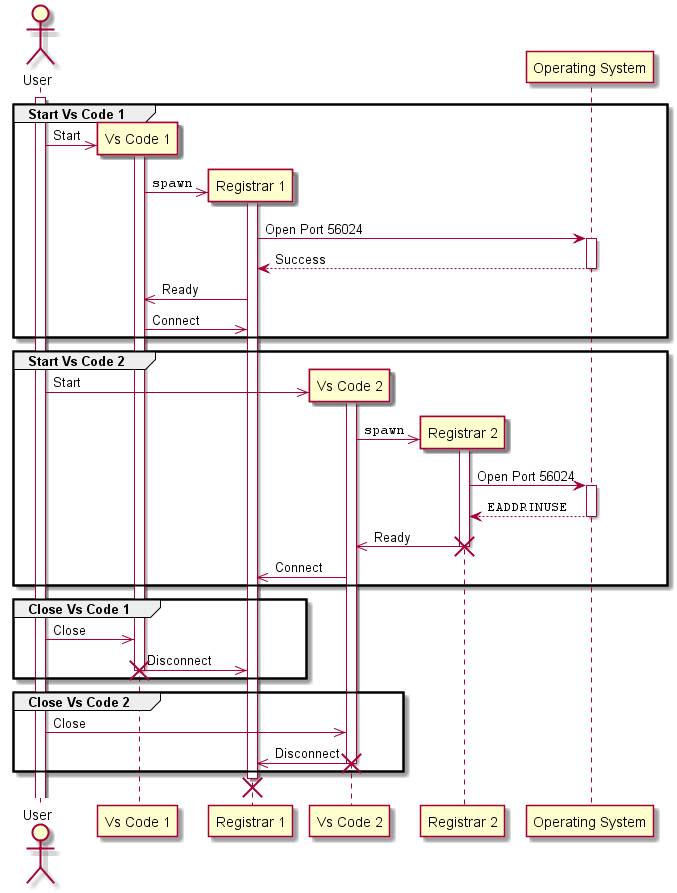 User
Operating System
Start Vs Code 1
Start
Vs Code 1
spawn
Registrar 1
Open Port 56024
Success
Ready
Connect
Start Vs Code 2
Start
Vs Code 2
spawn
Registrar 2
Open Port 56024
EADDRINUSE
Ready
Connect
Close Vs Code 1
Close
Disconnect
Close Vs Code 2
Close
Disconnect
User
Vs Code 1
Registrar 1
Vs Code 2
Registrar 2
Operating System